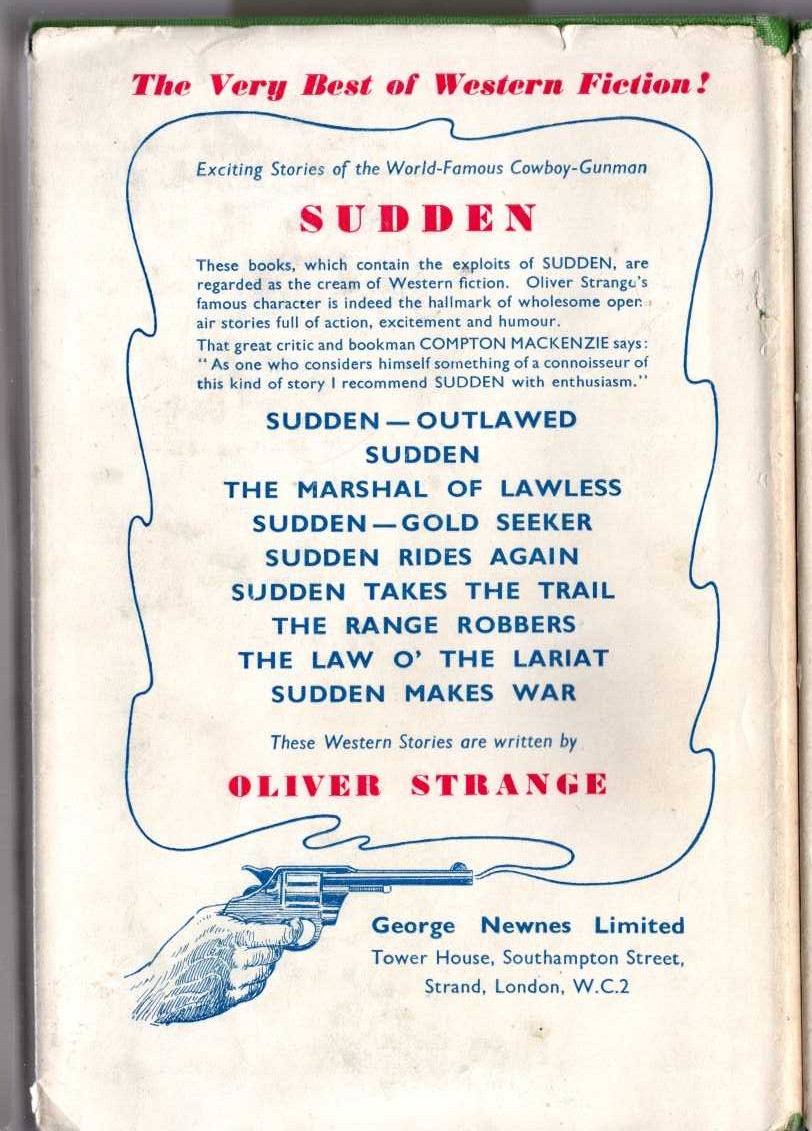 The Very Best of Western Fiction!
Exciting Stories of the World-Famous Cowboy-Gunman
SUDDEN
These books, which contain the exploits of SUDDEN, are
regarded as the cream of Western fiction. Oliver Strange's
famous character is indeed the hallmark of wholesome open
air stories full of action, excitement and humour.
That great critic and bookman COMPTON MACKENZIE says:
"As one who considers himself something of a connoisseur of
this kind of story I recommend SUDDEN with enthusiasm."
SUDDEN — OUTLAWED
SUDDEN
THE MARSHAL OF LAWLESS
SUDDEN — GOLD SEEKER
SUDDEN RIDES AGAIN
SUDDEN TAKES THE TRAIL
THE RANGE ROBBERS
THE LAW O' THE LARIAT
SUDDEN MAKES WAR
These Western Stories are written by
OLIVER STRANGE
George Newnes Limited
Tower House, Southampton Street,
Strand, London, W.C.2